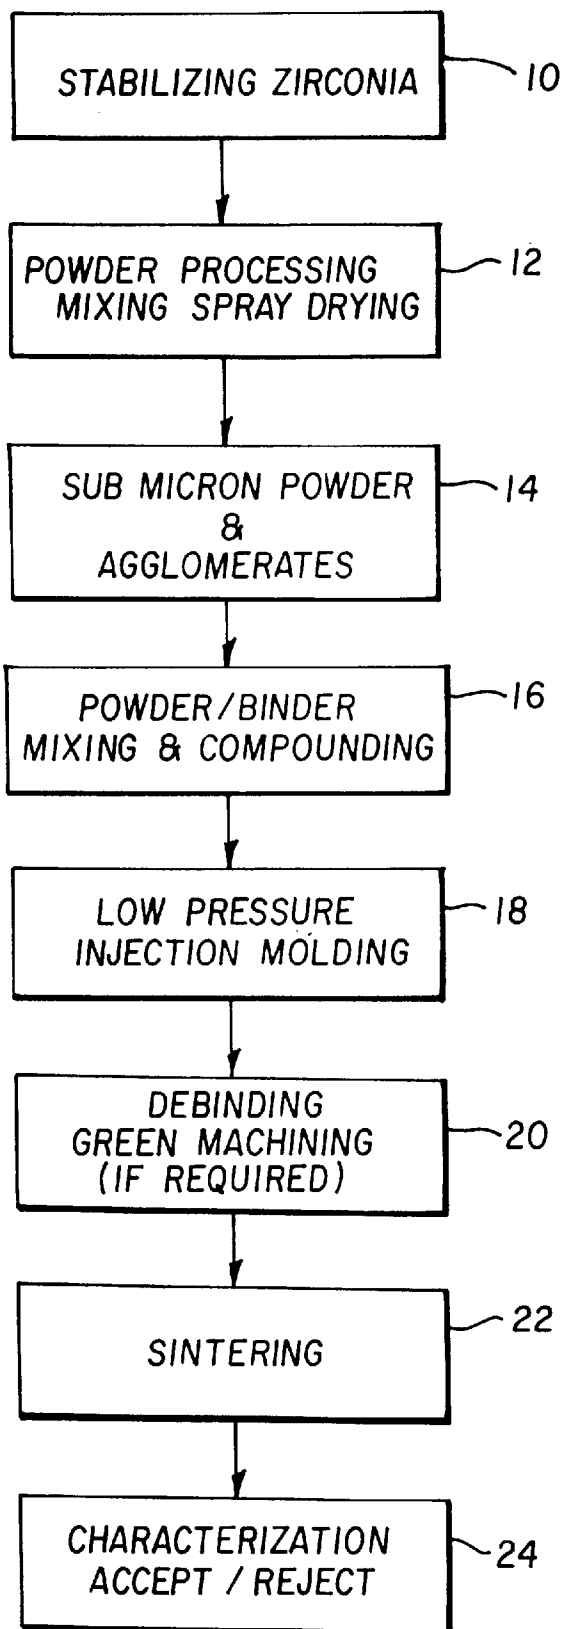 STABILIZING ZIRCONIA
10
POWDER PROCESSING
MIXING SPRAY DRYING
12
SUB MICRON POWDER
&
AGGLOMERATES
14
POWDER/BINDER
MIXING & COMPOUNDING
16
LOW PRESSURE
INJECTION MOLDING
18
DEBINDING
GREEN MACHINING
(IF REQUIRED)
20
SINTERING
22
CHARACTERIZATION
ACCEPT / REJECT
24